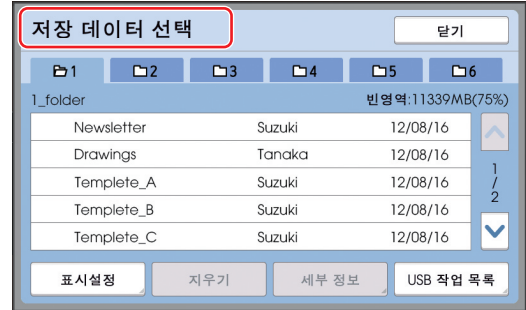 저장 데이터 선택 닫기
1 2 3 4 5 6
1_folder 빈영역:11339MB(75%)
Newsletter Suzuki 12/08/16
Drawings Tanaka 12/08/16
Templete_A Suzuki 12/08/16
Templete_B Suzuki 12/08/16
Templete_C Suzuki 12/08/16
1
/
2
표시설정 지우기 세부 정보 USB 작업 목록